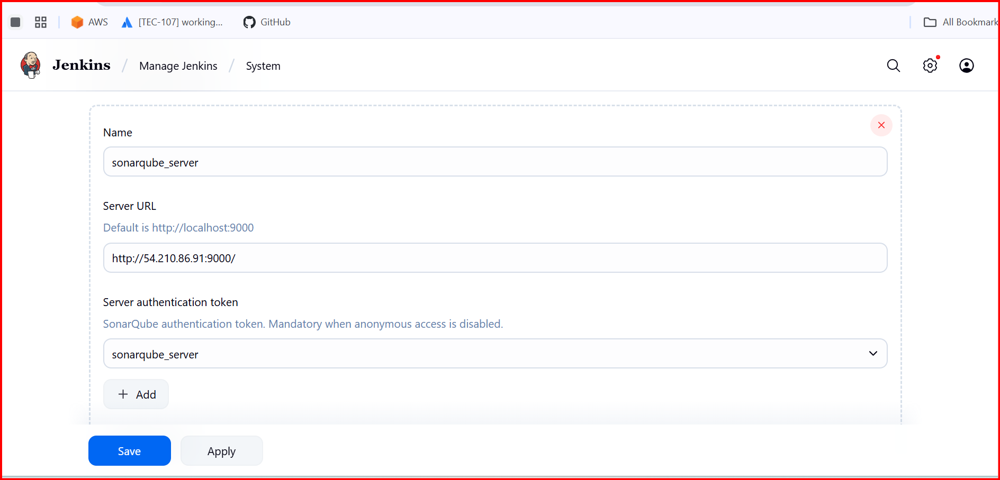 AWS [TEC-107] working... GitHub All Bookmark
Jenkins / Manage Jenkins / System
Name
sonarqube_server
Server URL
Default is http://localhost:9000
http://54.210.86.91:9000/
Server authentication token
SonarQube authentication token. Mandatory when anonymous access is disabled.
sonarqube_server
+ Add
Save Apply